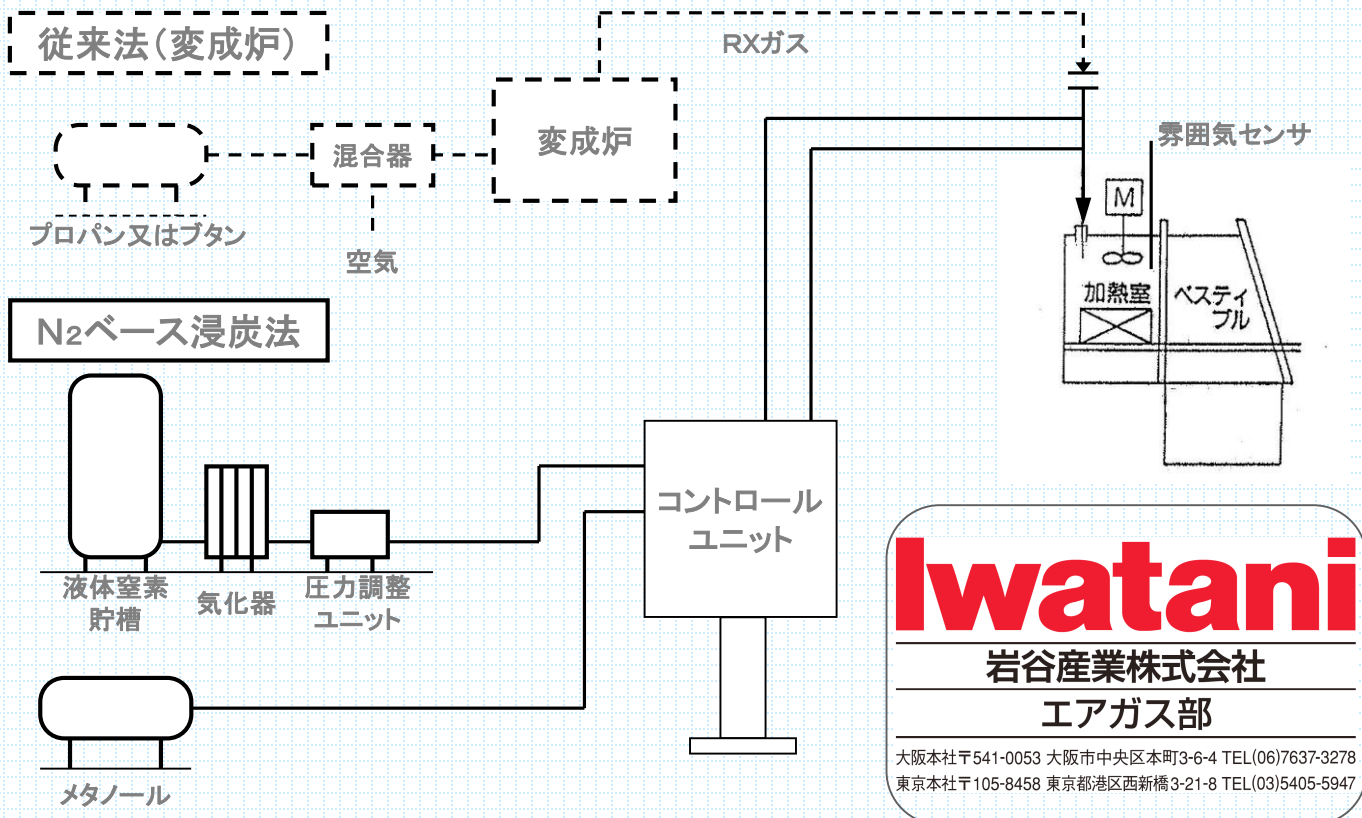 従来法(変成炉)
RXガス
変成炉
混合器
プロパン又はブタン
空気
雰囲気センサ
M
加熱室
ベスティ
ブル
N2ベース浸炭法
コントロール
ユニット
液体窒素
貯槽
気化器
圧力調整
ユニット
メタノール
Iwatani
岩谷産業株式会社
エアガス部
大阪本社〒541-0053 大阪市中央区本町3-6-4 TEL(06)7637-3278
東京本社〒105-8458 東京都港区西新橋3-21-8 TEL(03)5405-5947